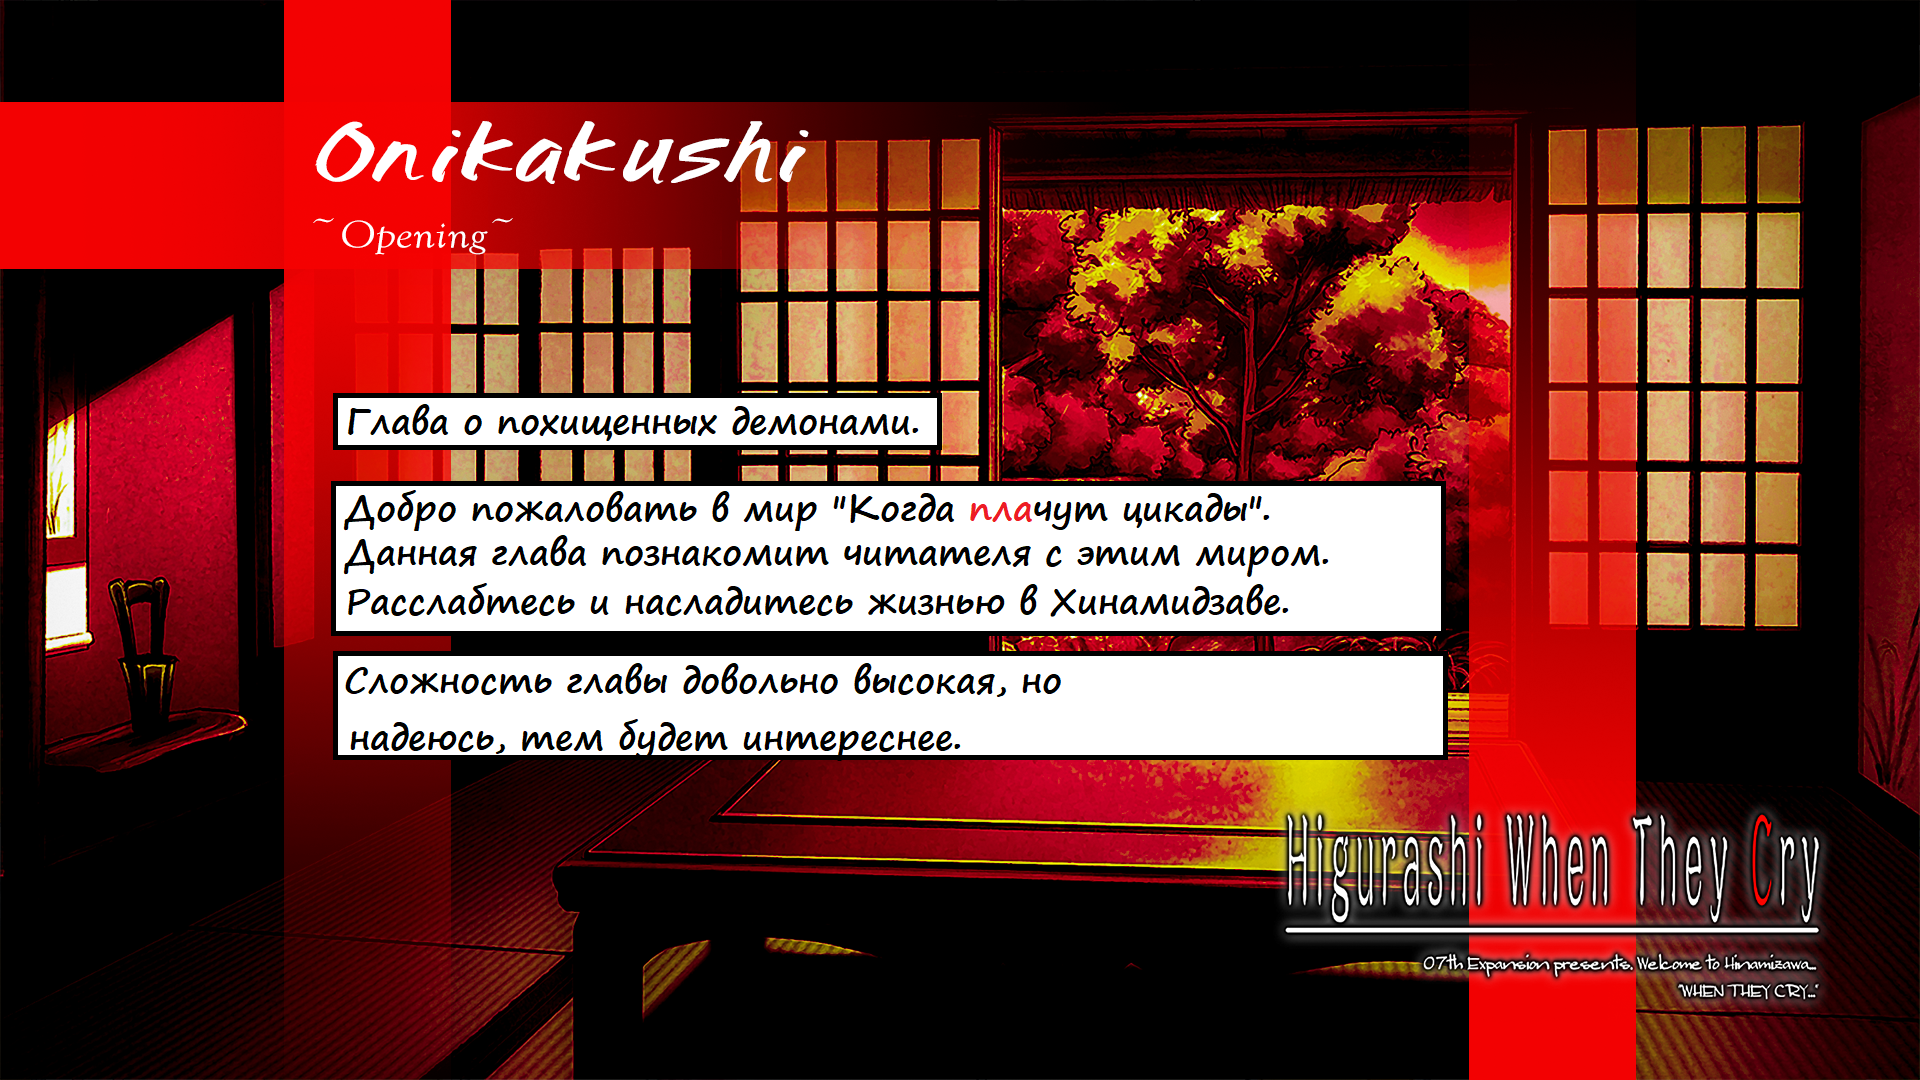 Onikakushi
~Opening~
Глава о похищенных демонами.
Добро пожаловать в мир "Когда плачут цикады".
Данная глава познакомит читателя с этим миром.
Расслабтесь и насладитесь жизнью в Хинамидзаве.
Сложность главы довольно высокая, но
надеюсь, тем будет интереснее.
Higurashi When They Cry
07th Expansion presents. Welcome to Hinamizawa...
"WHEN THEY CRY..."